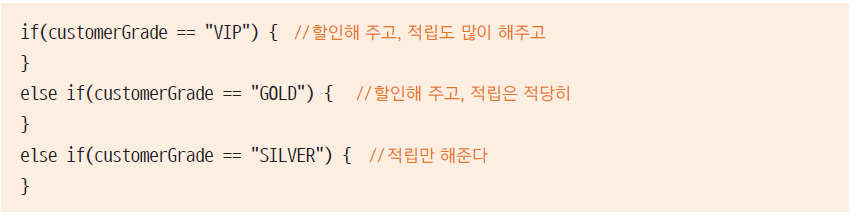 if(customerGrade == "VIP") { //할인해 주고, 적립도 많이 해주고
}
else if(customerGrade == "GOLD") { //할인해 주고, 적립은 적당히
}
else if(customerGrade == "SILVER") { //적립만 해준다
}